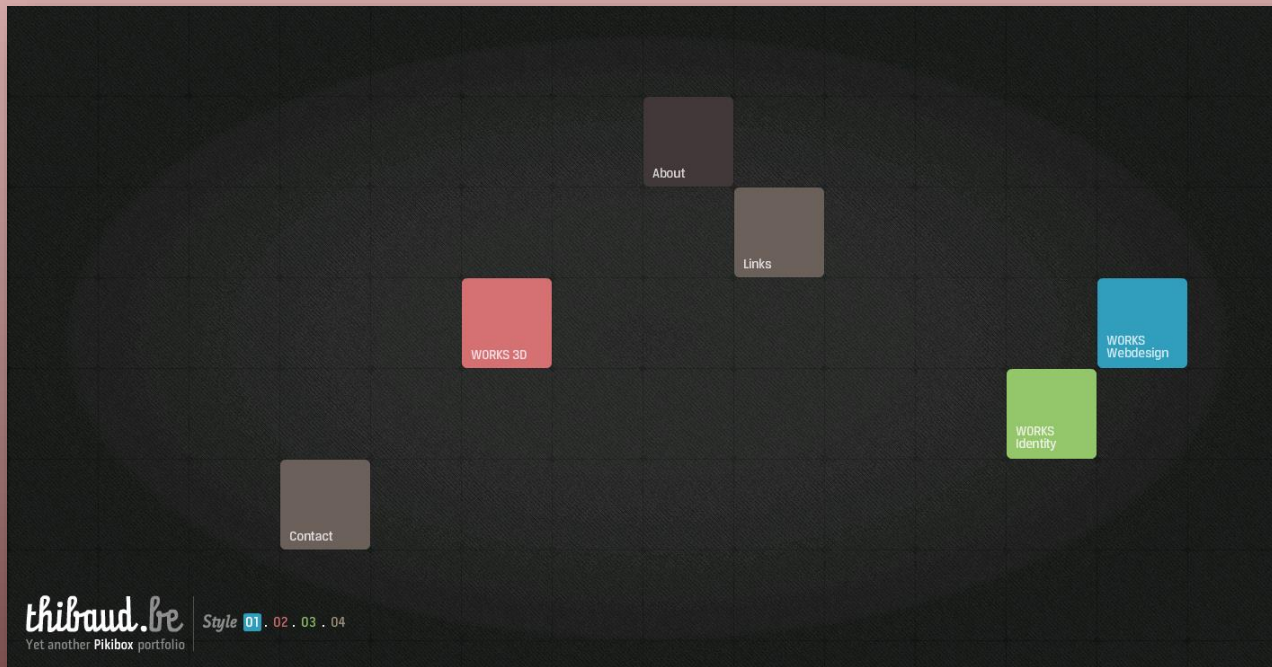 About
Links
WORKS 3D
WORKS
Webdesign
WORKS
Identity
Contact
thibaud.be
Style 01 . 02 . 03 . 04
Yet another Pikibox portfolio